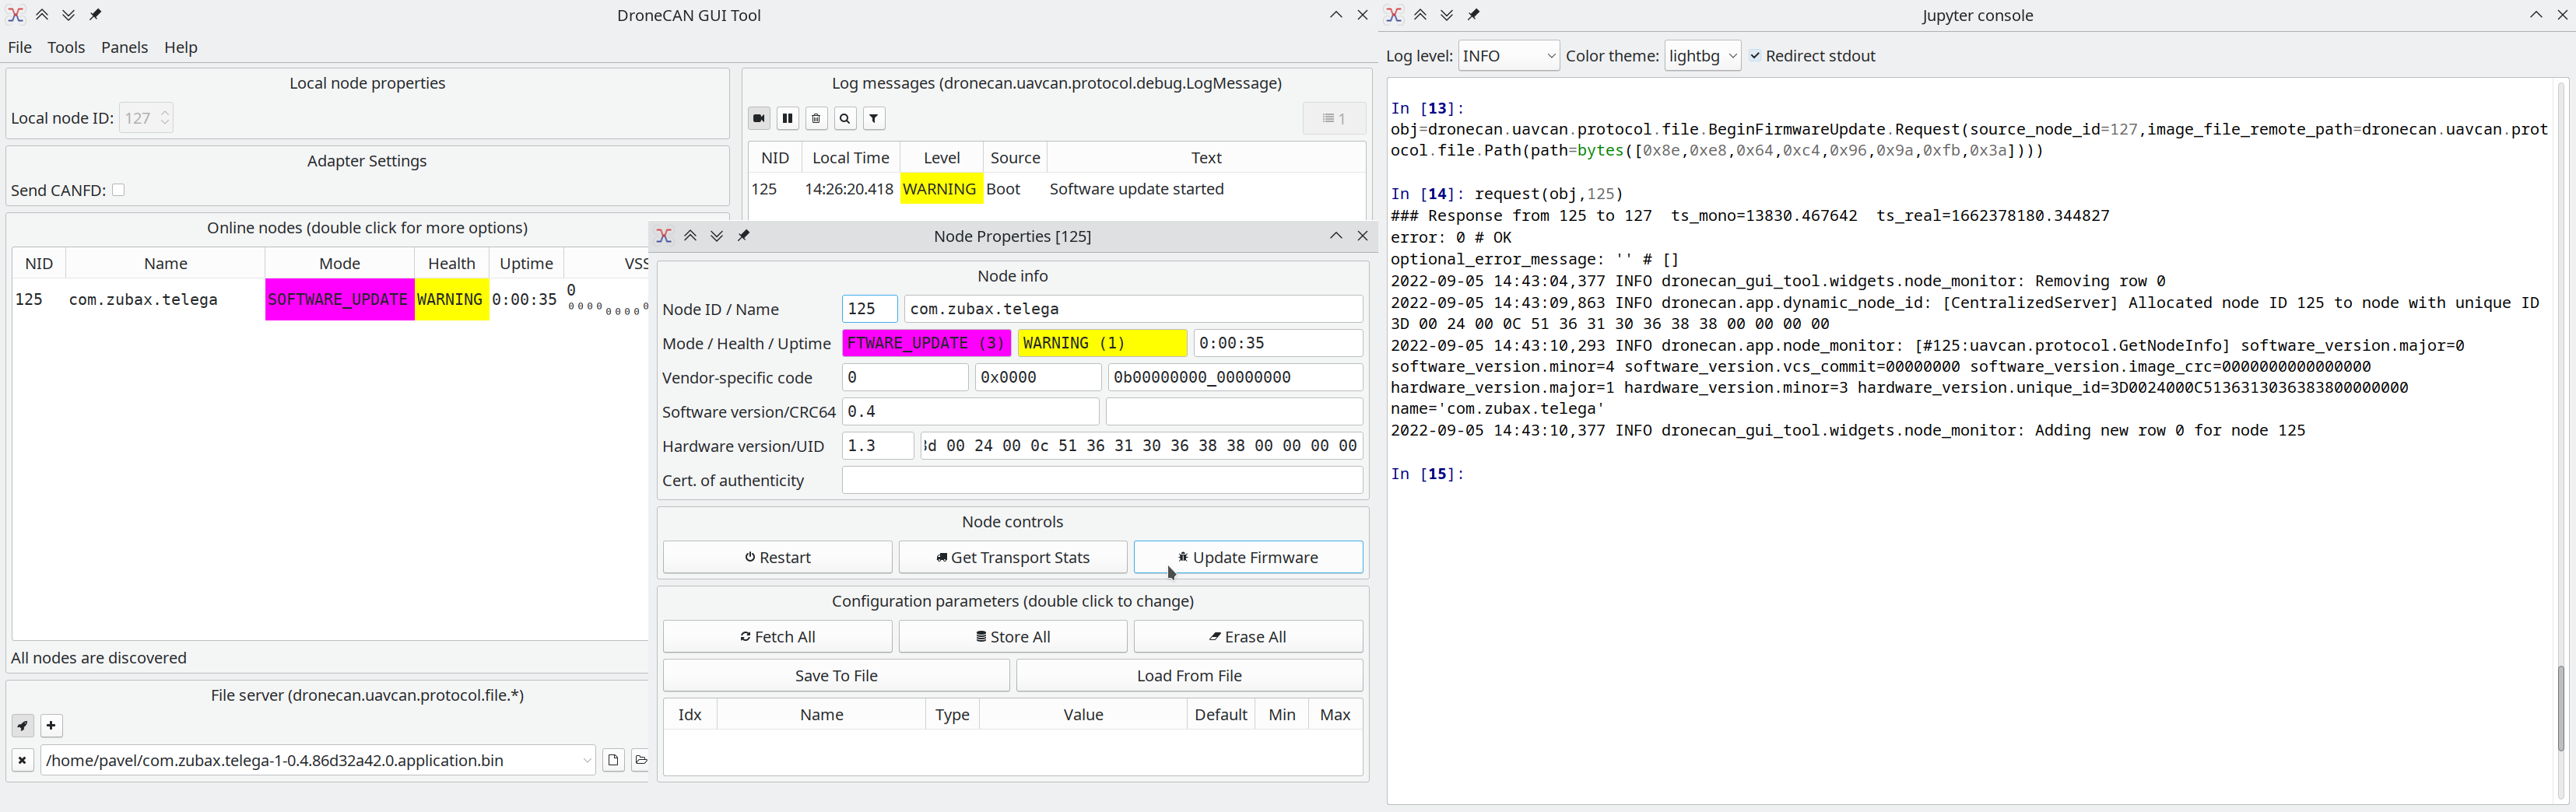 DroneCAN GUI Tool
File Tools Panels Help
Local node properties
Local node ID: 127
Adapter Settings
Send CANFD:
Online nodes (double click for more options)
NID Name Mode Health Uptime VSS
125 com.zubax.telega SOFTWARE_UPDATE WARNING 0:00:35 0
0000 0000 0
All nodes are discovered
File server (dronecan.uavcan.protocol.file.*)
/home/pavel/com.zubax.telega-1-0.4.86d32a42.0.application.bin
Log messages (dronecan.uavcan.protocol.debug.LogMessage)
1
NID Local Time Level Source Text
125 14:26:20.418 WARNING Boot Software update started
Node Properties [125]
Node info
Node ID / Name 125 com.zubax.telega
Mode / Health / Uptime FTWARE_UPDATE (3) WARNING (1) 0:00:35
Vendor-specific code 0 0x0000 0b00000000_00000000
Software version/CRC64 0.4
Hardware version/UID 1.3 3d 00 24 00 0c 51 36 31 30 36 38 38 00 00 00 00
Cert. of authenticity
Node controls
Restart Get Transport Stats Update Firmware
Configuration parameters (double click to change)
Fetch All Store All Erase All
Save To File Load From File
Idx Name Type Value Default Min Max
Jupyter console
Log level: INFO Color theme: lightbg Redirect stdout
In [13]:
obj=dronecan.uavcan.protocol.file.BeginFirmwareUpdate.Request(source_node_id=127,image_file_remote_path=dronecan.uavcan.prot
ocol.file.Path(path=bytes([0x8e,0xe8,0x64,0xc4,0x96,0x9a,0xfb,0x3a])))
In [14]: request(obj,125)
### Response from 125 to 127  ts_mono=13830.467642  ts_real=1662378180.344827
error: 0 # OK
optional_error_message: '' # []
2022-09-05 14:43:04,377 INFO dronecan_gui_tool.widgets.node_monitor: Removing row 0
2022-09-05 14:43:09,863 INFO dronecan.app.dynamic_node_id: [CentralizedServer] Allocated node ID 125 to node with unique ID
3D 00 24 00 0C 51 36 31 30 36 38 38 00 00 00 00
2022-09-05 14:43:10,293 INFO dronecan.app.node_monitor: [#125:uavcan.protocol.GetNodeInfo] software_version.major=0
software_version.minor=4 software_version.vcs_commit=00000000 software_version.image_crc=0000000000000000
hardware_version.major=1 hardware_version.minor=3 hardware_version.unique_id=3D0024000C5136313036383800000000
name='com.zubax.telega'
2022-09-05 14:43:10,377 INFO dronecan_gui_tool.widgets.node_monitor: Adding new row 0 for node 125
In [15]: